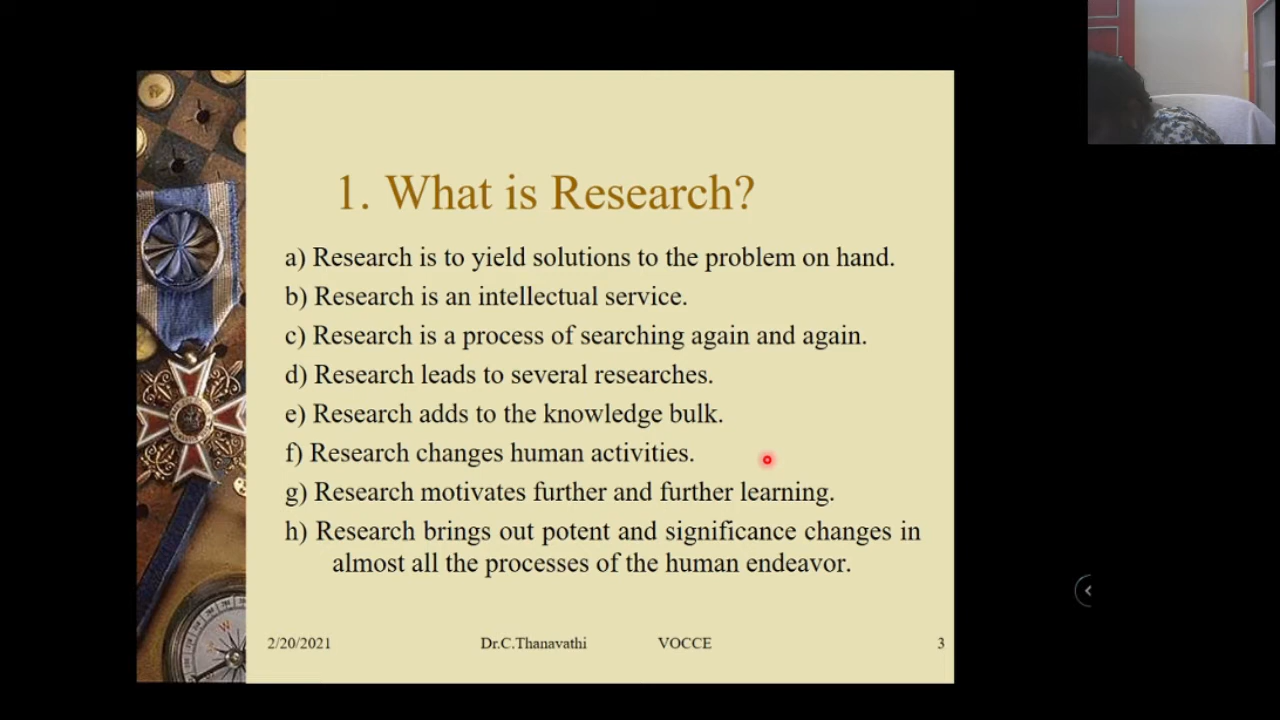 1. What is Research?
a) Research is to yield solutions to the problem on hand.
b) Research is an intellectual service.
c) Research is a process of searching again and again.
d) Research leads to several researches.
e) Research adds to the knowledge bulk.
f) Research changes human activities.
g) Research motivates further and further learning.
h) Research brings out potent and significance changes in
almost all the processes of the human endeavor.
2/20/2021 Dr.C.Thanavathi VOCCE 3